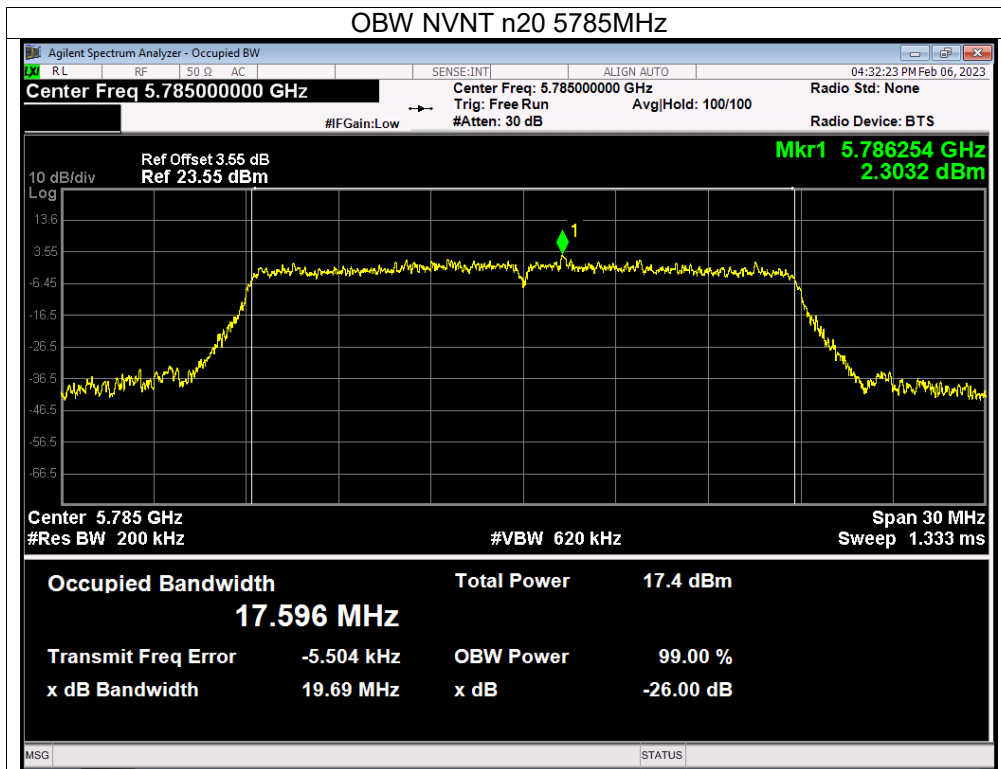 OBW NVNT n20 5785MHz
Agilent Spectrum Analyzer - Occupied BW
LXI RL RF 50 Ω AC SENSE:INT ALIGN AUTO 04:32:23 PM Feb 06, 2023
Center Freq 5.785000000 GHz Center Freq: 5.785000000 GHz Radio Std: None
Trig: Free Run Avg|Hold: 100/100
#IFGain:Low #Atten: 30 dB Radio Device: BTS
Ref Offset 3.55 dB Mkr1 5.786254 GHz
10 dB/div Ref 23.55 dBm 2.3032 dBm
Log
13.6
1
3.55
-6.45
-16.5
-26.5
-36.5
-46.5
-56.5
-66.5
Center 5.785 GHz Span 30 MHz
#Res BW 200 kHz #VBW 620 kHz Sweep 1.333 ms
Occupied Bandwidth Total Power 17.4 dBm
17.596 MHz
Transmit Freq Error -5.504 kHz OBW Power 99.00 %
x dB Bandwidth 19.69 MHz x dB -26.00 dB
MSG STATUS